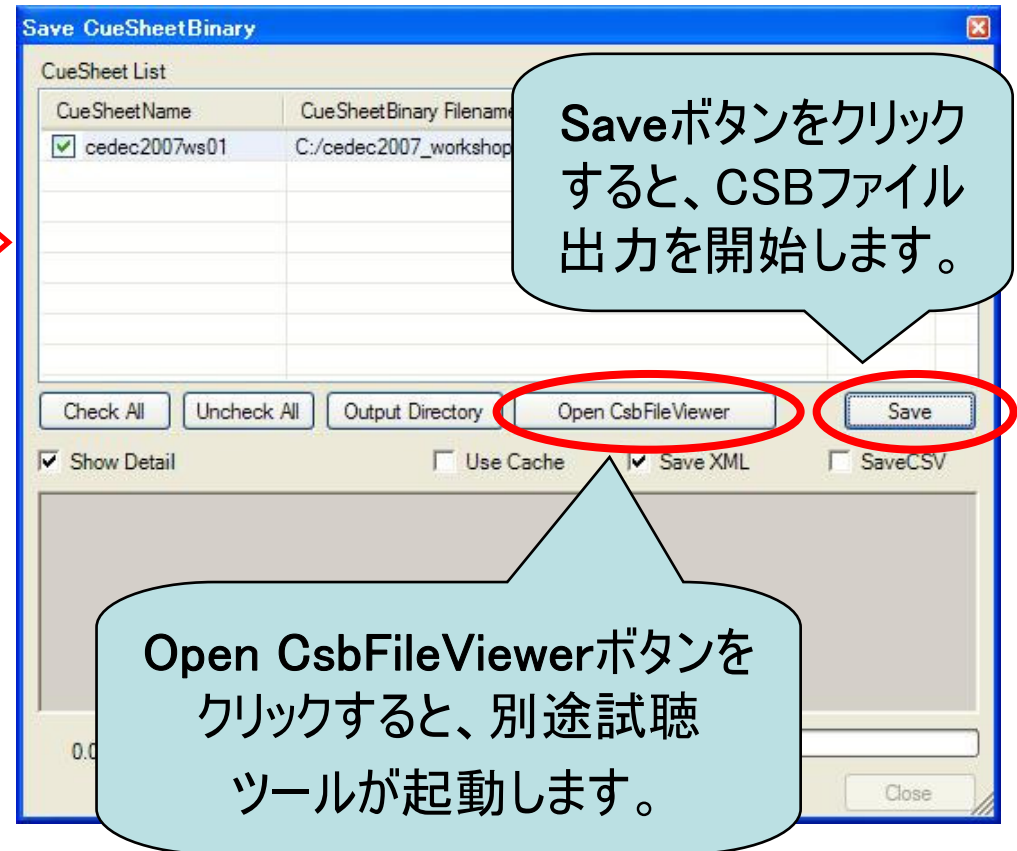 Save CueSheetBinary
CueSheet List
CueSheetName CueSheetBinary Filename
cedec2007ws01 C:/cedec2007_workshop
Saveボタンをクリック
すると、CSBファイル
出力を開始します。
Check All Uncheck All Output Directory Open CsbFileViewer Save
Show Detail Use Cache Save XML SaveCSV
Open CsbFileViewerボタンを
クリックすると、別途試聴
ツールが起動します。
Close